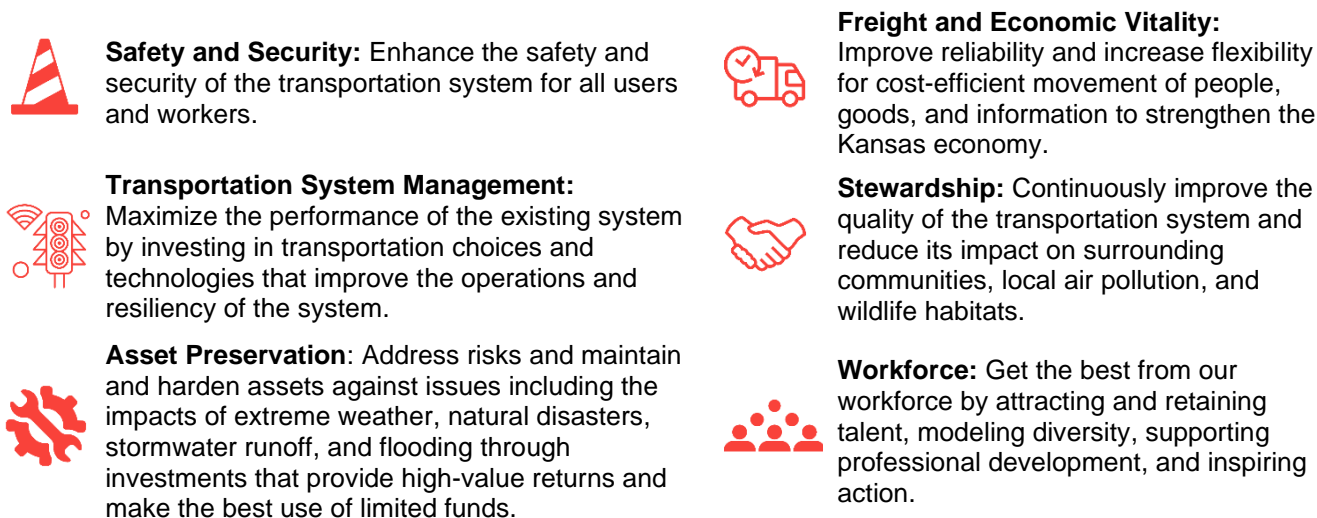 Safety and Security: Enhance the safety and
security of the transportation system for all users
and workers.
Transportation System Management:
Maximize the performance of the existing system
by investing in transportation choices and
technologies that improve the operations and
resiliency of the system.
Asset Preservation: Address risks and maintain
and harden assets against issues including the
impacts of extreme weather, natural disasters,
stormwater runoff, and flooding through
investments that provide high-value returns and
make the best use of limited funds.
Freight and Economic Vitality:
Improve reliability and increase flexibility
for cost-efficient movement of people,
goods, and information to strengthen the
Kansas economy.
Stewardship: Continuously improve the
quality of the transportation system and
reduce its impact on surrounding
communities, local air pollution, and
wildlife habitats.
Workforce: Get the best from our
workforce by attracting and retaining
talent, modeling diversity, supporting
professional development, and inspiring
action.